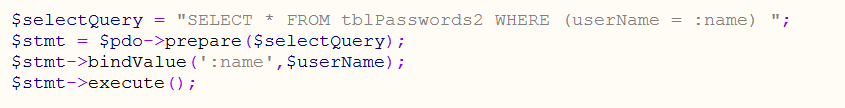 $selectQuery = "SELECT * FROM tblPasswords2 WHERE (userName = :name) ";
$stmt = $pdo->prepare($selectQuery);
$stmt->bindValue(':name',$userName);
$stmt->execute();